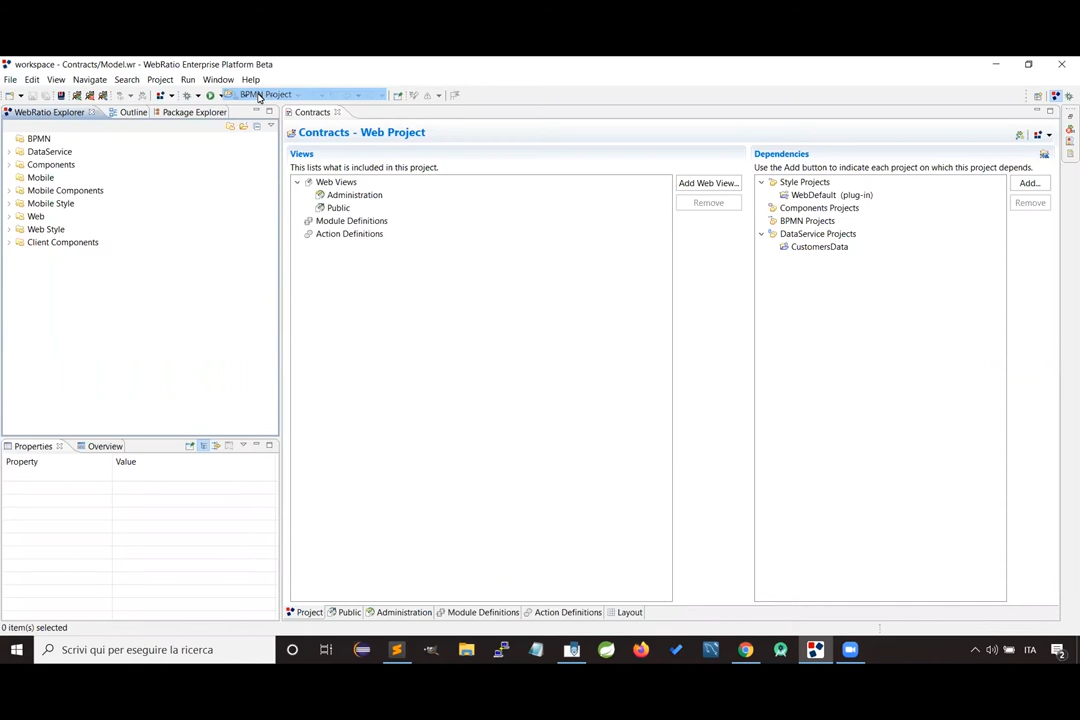 workspace - Contracts/Model.wr - WebRatio Enterprise Platform Beta
File Edit View Navigate Search Project Run Window Help
BPMN Project
WebRatio Explorer Outline Package Explorer
BPMN
DataService
Components
Mobile
Mobile Components
Mobile Style
Web
Web Style
Client Components
Properties Overview
Property Value
Contracts
Contracts - Web Project
Views
This lists what is included in this project.
Web Views
Administration
Public
Module Definitions
Action Definitions
Add Web View...
Remove
Dependencies
Use the Add button to indicate each project on which this project depends.
Style Projects
WebDefault (plug-in)
Components Projects
BPMN Projects
DataService Projects
CustomersData
Add...
Remove
Project Public Administration Module Definitions Action Definitions Layout
0 item(s) selected
Scrivi qui per eseguire la ricerca
ITA
2